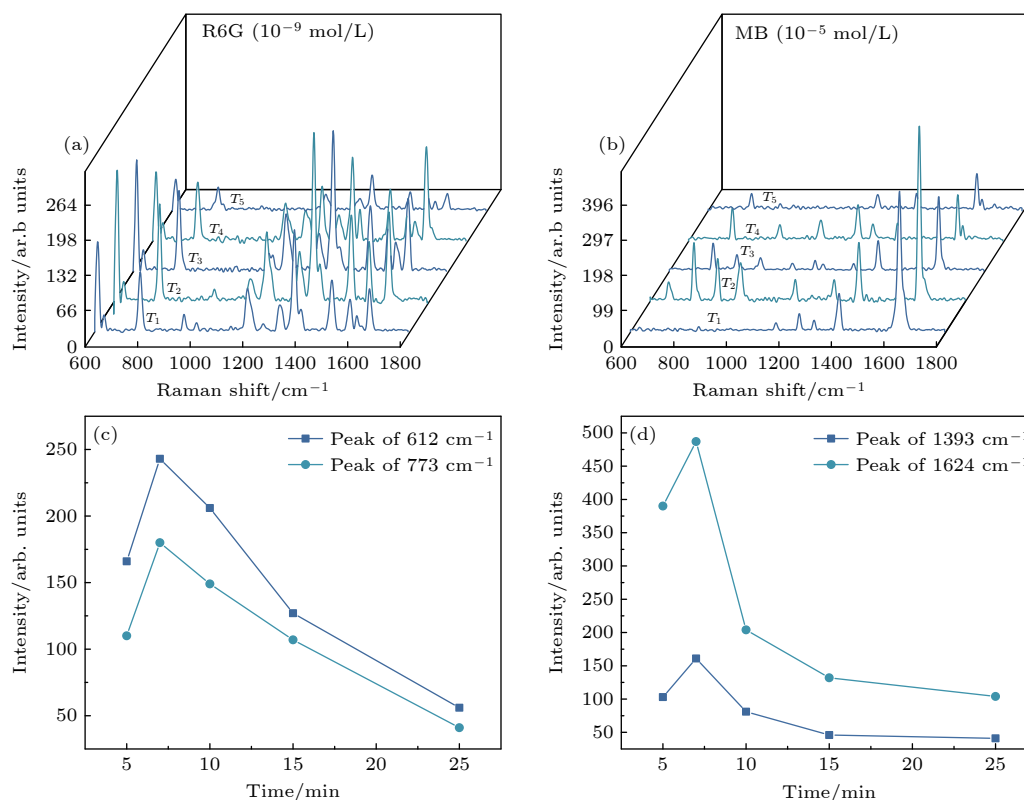 (a)
R6G (10⁻⁹ mol/L)
Intensity/ar.b units
264
198
132
66
0
T₅
T₄
T₃
T₂
T₁
600 800 1000 1200 1400 1600 1800
Raman shift/cm⁻¹
(b)
MB (10⁻⁵ mol/L)
Intensity/ar.b units
396
297
198
99
0
T₅
T₄
T₃
T₂
T₁
600 800 1000 1200 1400 1600 1800
Raman shift/cm⁻¹
(c)
Peak of 612 cm⁻¹
Peak of 773 cm⁻¹
Intensity/arb. units
250
200
150
100
50
5 10 15 20 25
Time/min
(d)
Peak of 1393 cm⁻¹
Peak of 1624 cm⁻¹
Intensity/arb. units
500
450
400
350
300
250
200
150
100
50
5 10 15 20 25
Time/min